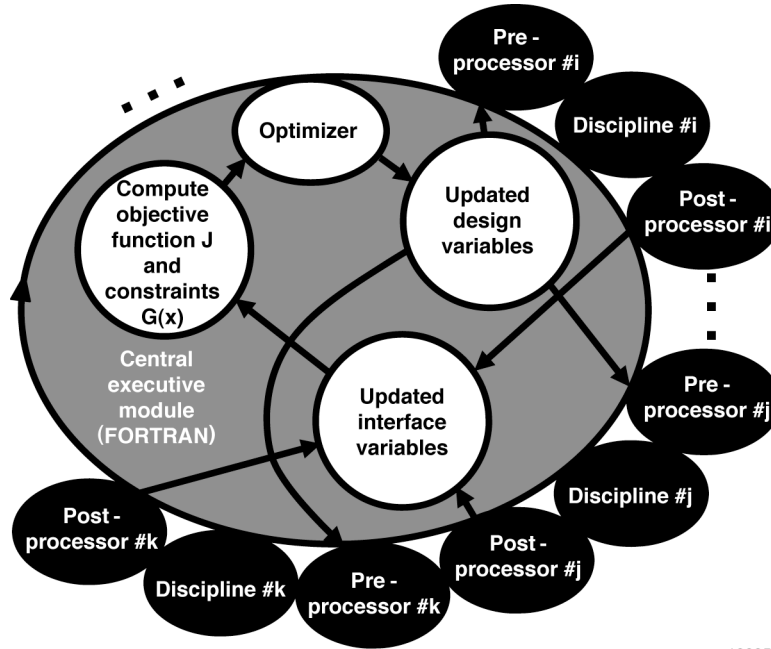 Pre -
processor #i
Discipline #i
Post -
processor #i
Optimizer
Updated
design
variables
Compute
objective
function J
and
constraints
G(x)
Central
executive
module
(FORTRAN)
Updated
interface
variables
Pre -
processor #j
Discipline #j
Post -
processor #j
Pre -
processor #k
Discipline #k
Post -
processor #k